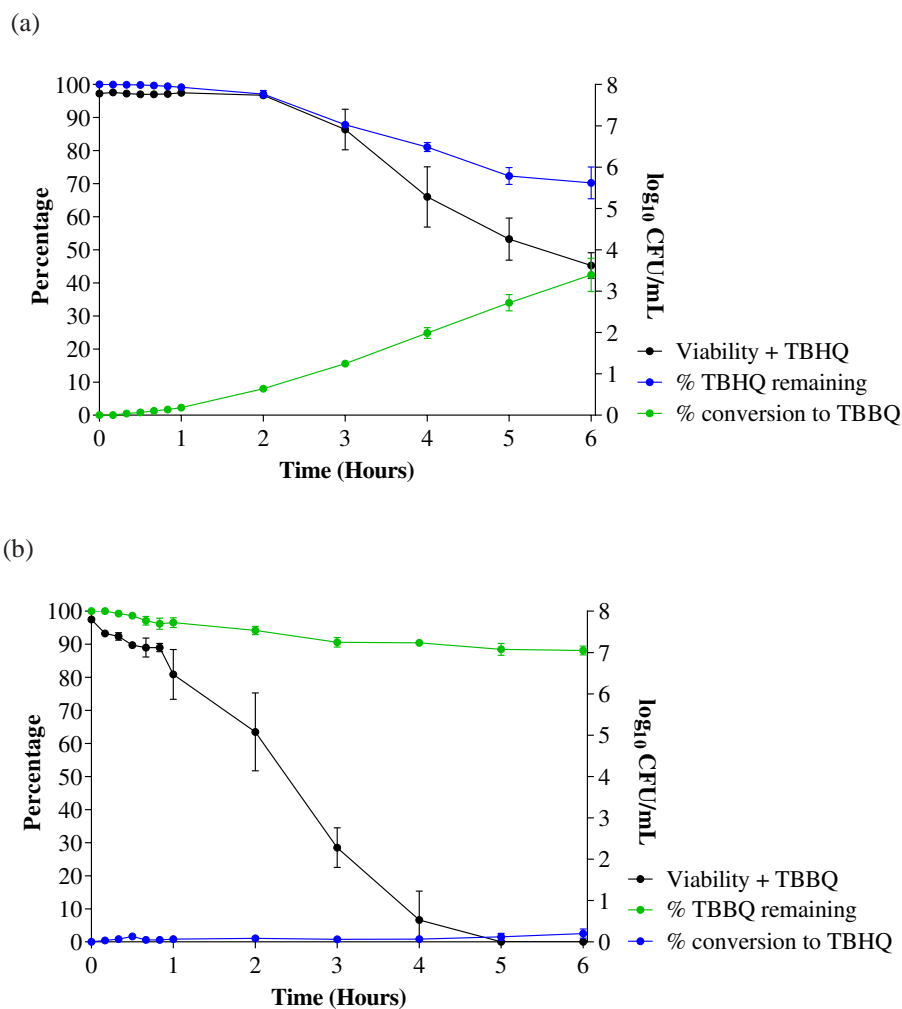 (a)
100
90
80
70
60
50
40
30
20
10
0
Percentage
8
7
6
5
4
3
2
1
0
log10 CFU/mL
0 1 2 3 4 5 6
Time (Hours)
Viability + TBHQ
% TBHQ remaining
% conversion to TBBQ
(b)
100
90
80
70
60
50
40
30
20
10
0
Percentage
8
7
6
5
4
3
2
1
0
log10 CFU/mL
0 1 2 3 4 5 6
Time (Hours)
Viability + TBBQ
% TBBQ remaining
% conversion to TBHQ